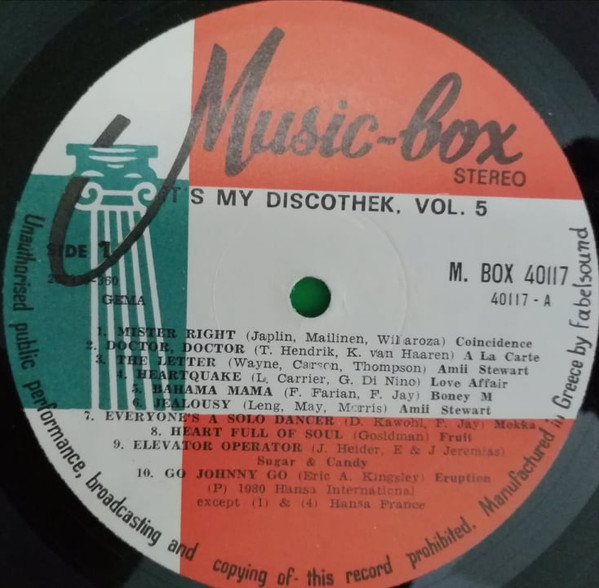 Music-box
STEREO
IT'S MY DISCOTHEK, VOL. 5
SIDE 1
M. BOX 40117
40117 - A
GEMA
1. MISTER RIGHT (Japlin, Mailinen, Willaroza) Coincidence
2. DOCTOR, DOCTOR (T. Hendrik, K. van Haaren) A La Carte
3. THE LETTER (Wayne, Carson, Thompson) Amii Stewart
4. HEARTQUAKE (L. Carrier, G. Di Nino) Love Affair
5. BAHAMA MAMA (F. Farian, F. Jay) Boney M
6. JEALOUSY (Leng, May, Morris) Amii Stewart
7. EVERYONE'S A SOLO DANCER (D. Kawohl, F. Jay) Mokka
8. HEART FULL OF SOUL (Gosldman) Fruit
9. ELEVATOR OPERATOR (J. Heider, E & J Jeremias)
Sugar & Candy
10. GO JOHNNY GO (Eric A. Kingsley) Eruption
(P) 1980 Hansa International
except (1) & (4) Hansa France
Unauthorised public performance, broadcasting and copying of- this record prohibited. Manufactured in Greece by fabelsound